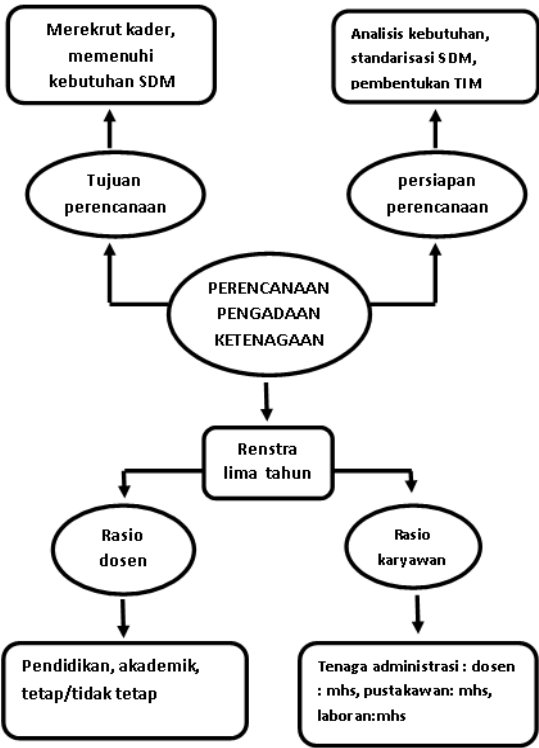 Merekrut kader,
memenuhi
kebutuhan SDM
Analisis kebutuhan,
standarisasi SDM,
pembentukan TIM
Tujuan
perencanaan
persiapan
perencanaan
PERENCANAAN
PENGADAAN
KETENAGAAN
Renstra
lima tahun
Rasio
dosen
Rasio
karyawan
Pendidikan, akademik,
tetap/tidak tetap
Tenaga administrasi : dosen
: mhs, pustakawan: mhs,
laboran:mhs